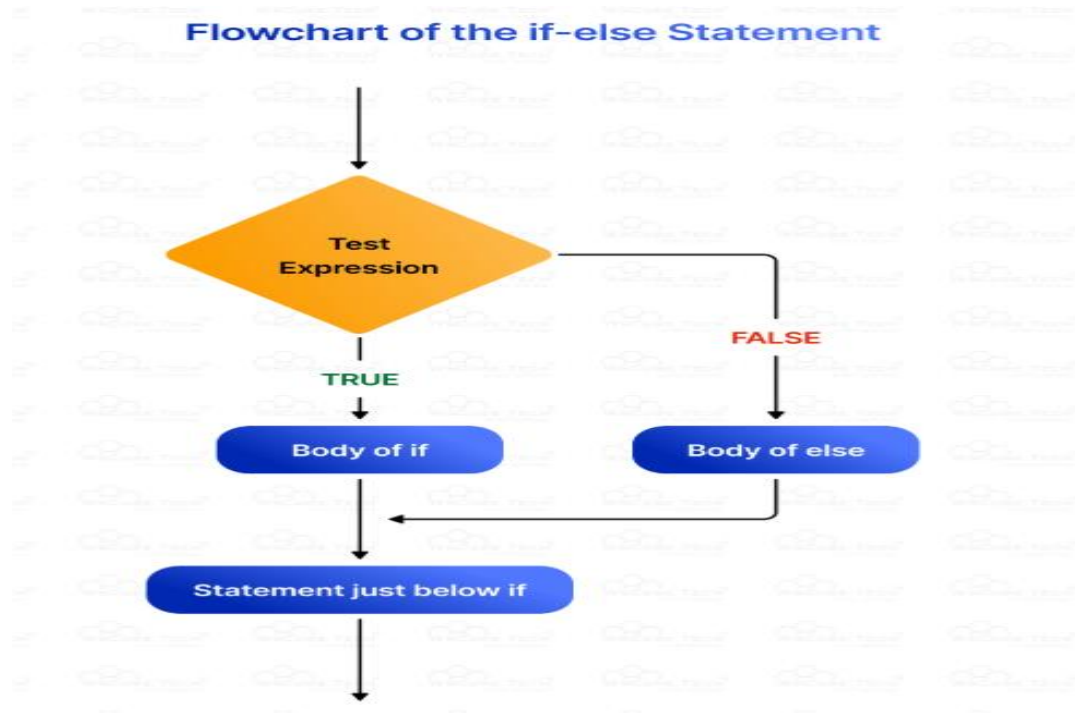 Flowchart of the if-else Statement
Test
Expression
FALSE
TRUE
Body of if
Body of else
Statement just below if